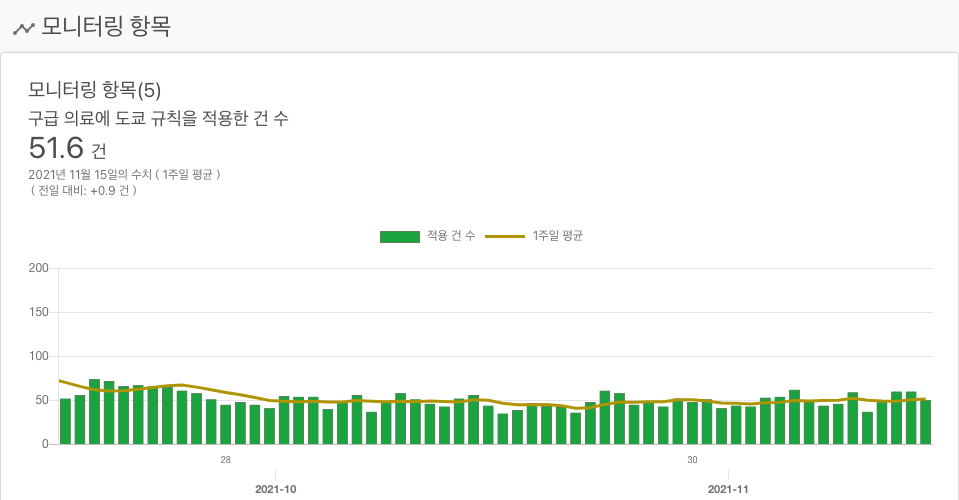 모니터링 항목
모니터링 항목(5)
구급 의료에 도쿄 규칙을 적용한 건 수
51.6 건
2021년 11월 15일의 수치 ( 1주일 평균 )
( 전일 대비: +0.9 건 )
적용 건 수 1주일 평균
200
150
100
50
0
28 30
2021-10 2021-11